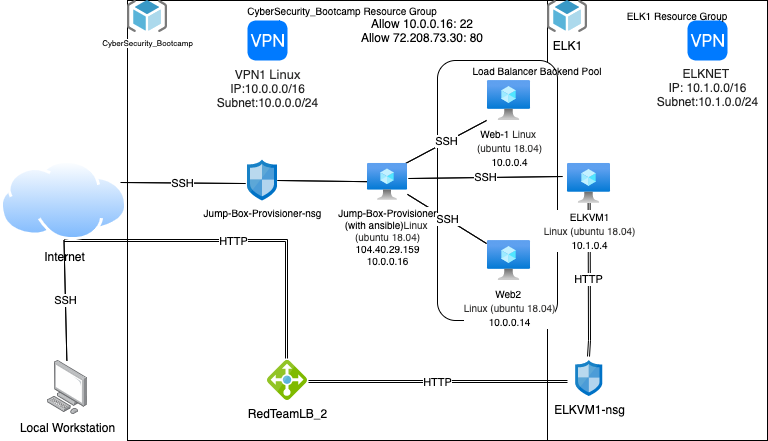 CyberSecurity_Bootcamp Resource Group
Allow 10.0.0.16: 22
Allow 72.208.73.30: 80
CyberSecurity_Bootcamp
VPN
VPN1 Linux
IP:10.0.0.0/16
Subnet:10.0.0.0/24
ELK1
ELK1 Resource Group
VPN
ELKNET
IP: 10.1.0.0/16
Subnet:10.1.0.0/24
Load Balancer Backend Pool
Web-1 Linux
(ubuntu 18.04)
10.0.0.4
SSH
SSH
SSH
SSH
Jump-Box-Provisioner-nsg
Jump-Box-Provisioner
(with ansible)Linux
(ubuntu 18.04)
104.40.29.159
10.0.0.16
ELKVM1
Linux (ubuntu 18.04)
10.1.0.4
Internet
HTTP
HTTP
SSH
Web2
Linux (ubuntu 18.04)/
10.0.0.14
HTTP
Local Workstation
RedTeamLB_2
ELKVM1-nsg